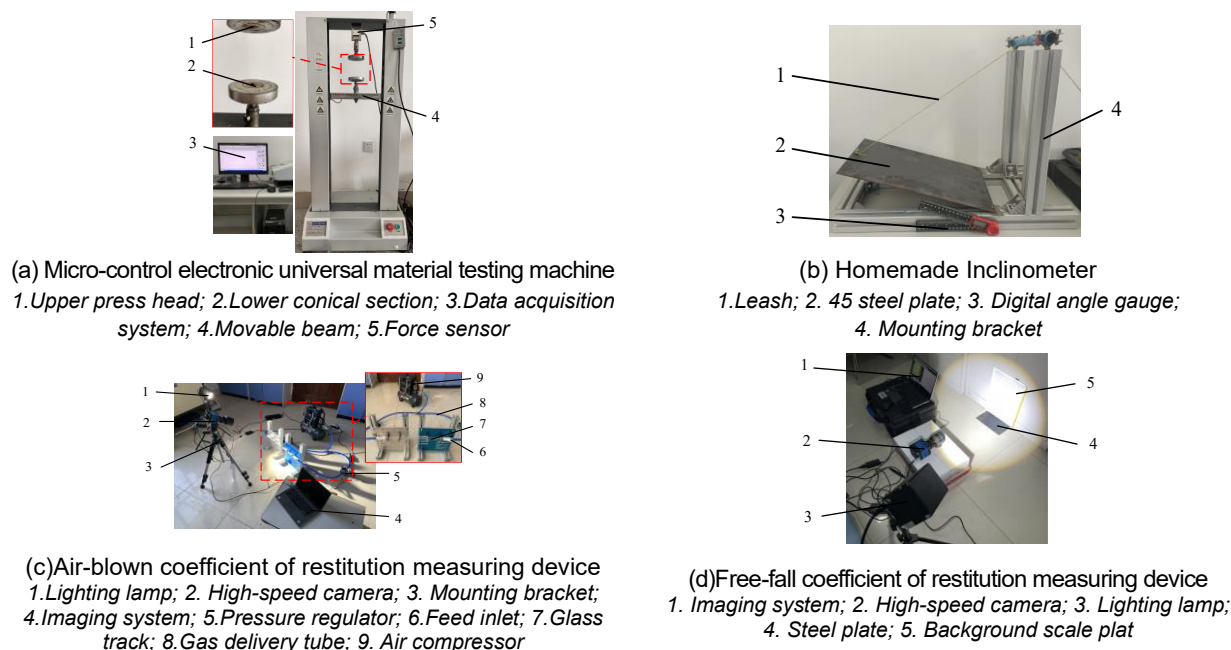 1
2
3
5
4
(a) Micro-control electronic universal material testing machine
1.Upper press head; 2.Lower conical section; 3.Data acquisition
system; 4.Movable beam; 5.Force sensor
1
2
3
4
(b) Homemade Inclinometer
1.Leash; 2. 45 steel plate; 3. Digital angle gauge;
4. Mounting bracket
1
2
3
9
8
7
6
5
4
(c)Air-blown coefficient of restitution measuring device
1.Lighting lamp; 2. High-speed camera; 3. Mounting bracket;
4.Imaging system; 5.Pressure regulator; 6.Feed inlet; 7.Glass
track; 8.Gas delivery tube; 9. Air compressor
1
2
3
5
4
(d)Free-fall coefficient of restitution measuring device
1. Imaging system; 2. High-speed camera; 3. Lighting lamp;
4. Steel plate; 5. Background scale plat